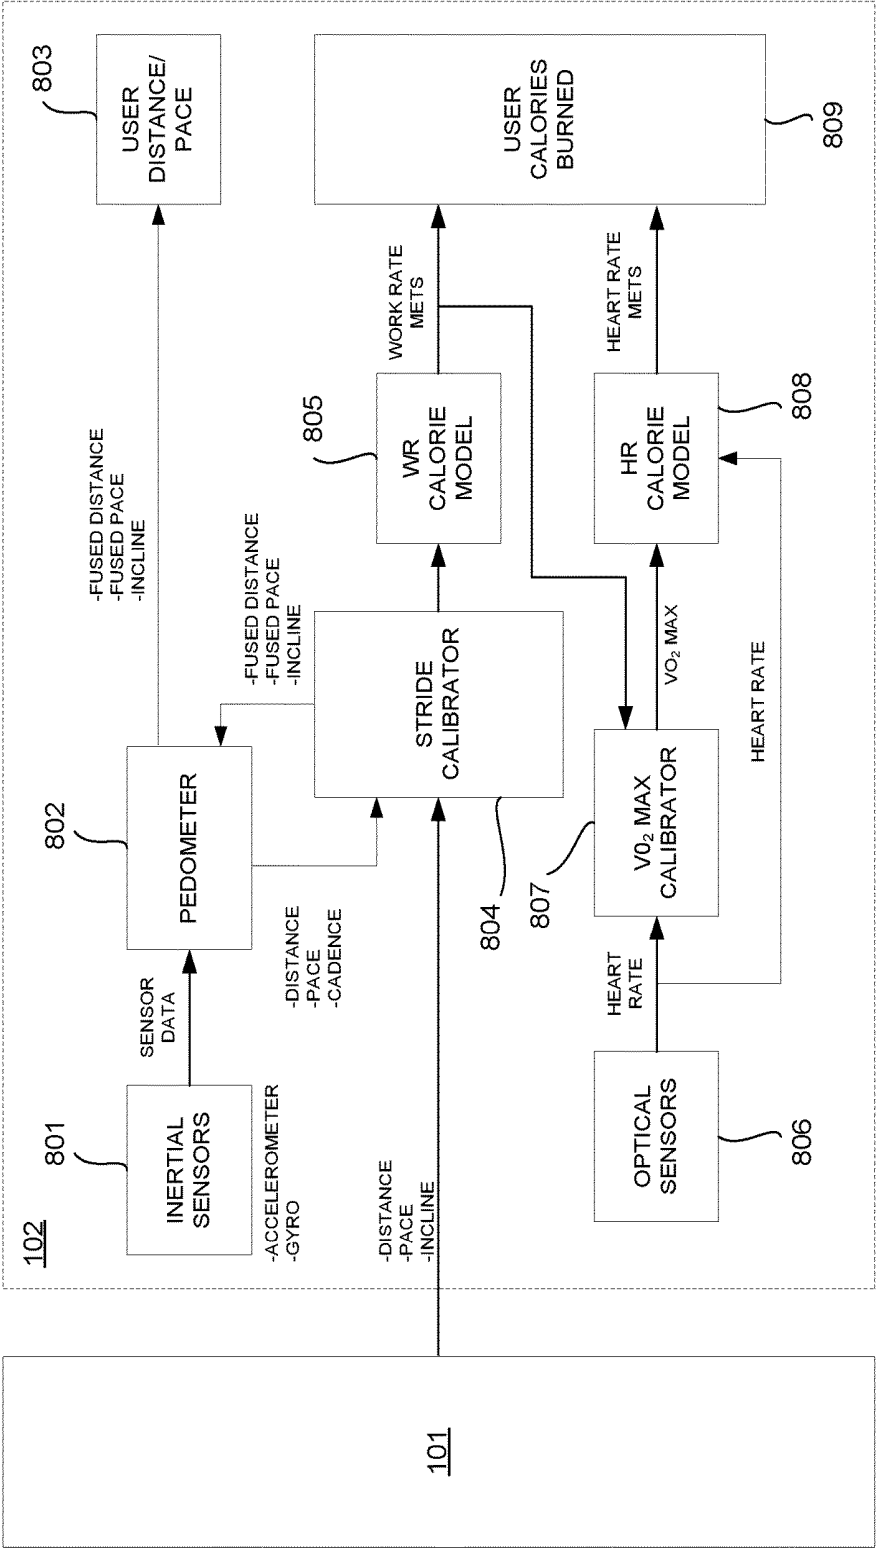 102
801
INERTIAL
SENSORS
-ACCELEROMETER
-GYRO
SENSOR
DATA
802
PEDOMETER
-FUSED DISTANCE
-FUSED PACE
-INCLINE
803
USER
DISTANCE/
PACE
-DISTANCE
-PACE
-CADENCE
-FUSED DISTANCE
-FUSED PACE
-INCLINE
101
-DISTANCE
-PACE
-INCLINE
804
STRIDE
CALIBRATOR
805
WR
CALORIE
MODEL
WORK RATE
METS
USER
CALORIES
BURNED
809
806
OPTICAL
SENSORS
HEART
RATE
807
V0₂ MAX
CALIBRATOR
VO₂ MAX
808
HR
CALORIE
MODEL
HEART RATE
METS
HEART RATE